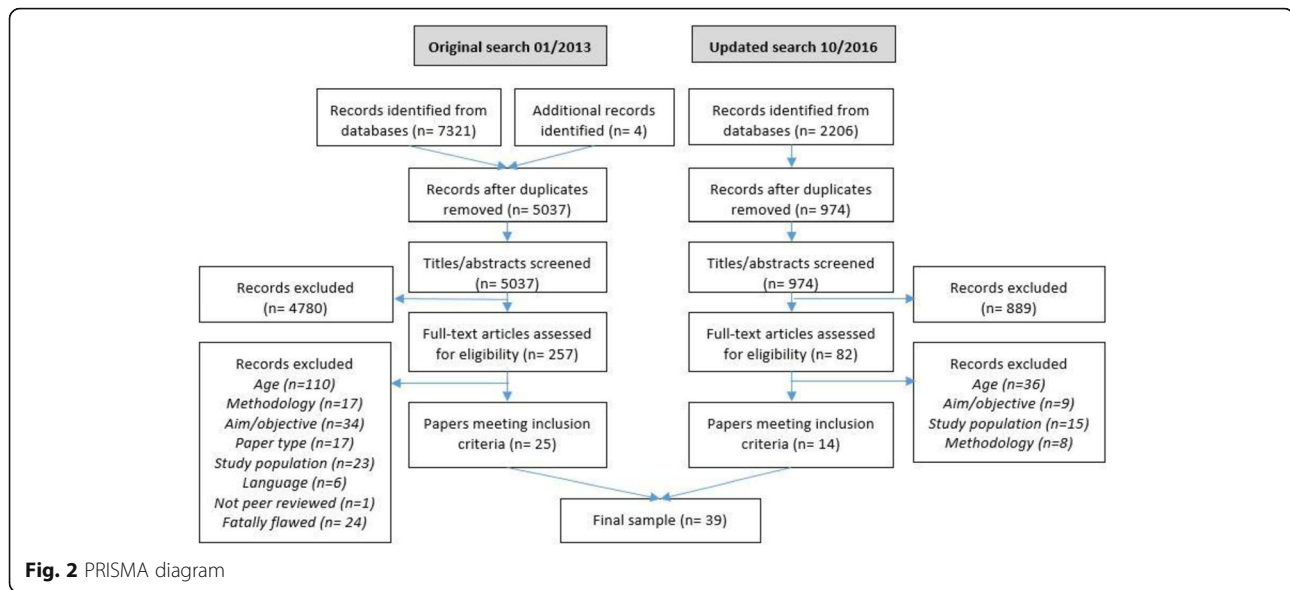 Original search 01/2013
Updated search 10/2016
Records identified from
databases (n= 7321)
Additional records
identified (n= 4)
Records identified from
databases (n= 2206)
Records after duplicates
removed (n= 5037)
Records after duplicates
removed (n= 974)
Titles/abstracts screened
(n= 5037)
Titles/abstracts screened
(n= 974)
Records excluded
(n= 4780)
Records excluded
(n= 889)
Full-text articles assessed
for eligibility (n= 257)
Full-text articles assessed
for eligibility (n= 82)
Records excluded
Age (n=110)
Methodology (n=17)
Aim/objective (n=34)
Paper type (n=17)
Study population (n=23)
Language (n=6)
Not peer reviewed (n=1)
Fatally flawed (n= 24)
Records excluded
Age (n=36)
Aim/objective (n=9)
Study population (n=15)
Methodology (n=8)
Papers meeting inclusion
criteria (n= 25)
Papers meeting inclusion
criteria (n= 14)
Final sample (n= 39)
Fig. 2 PRISMA diagram